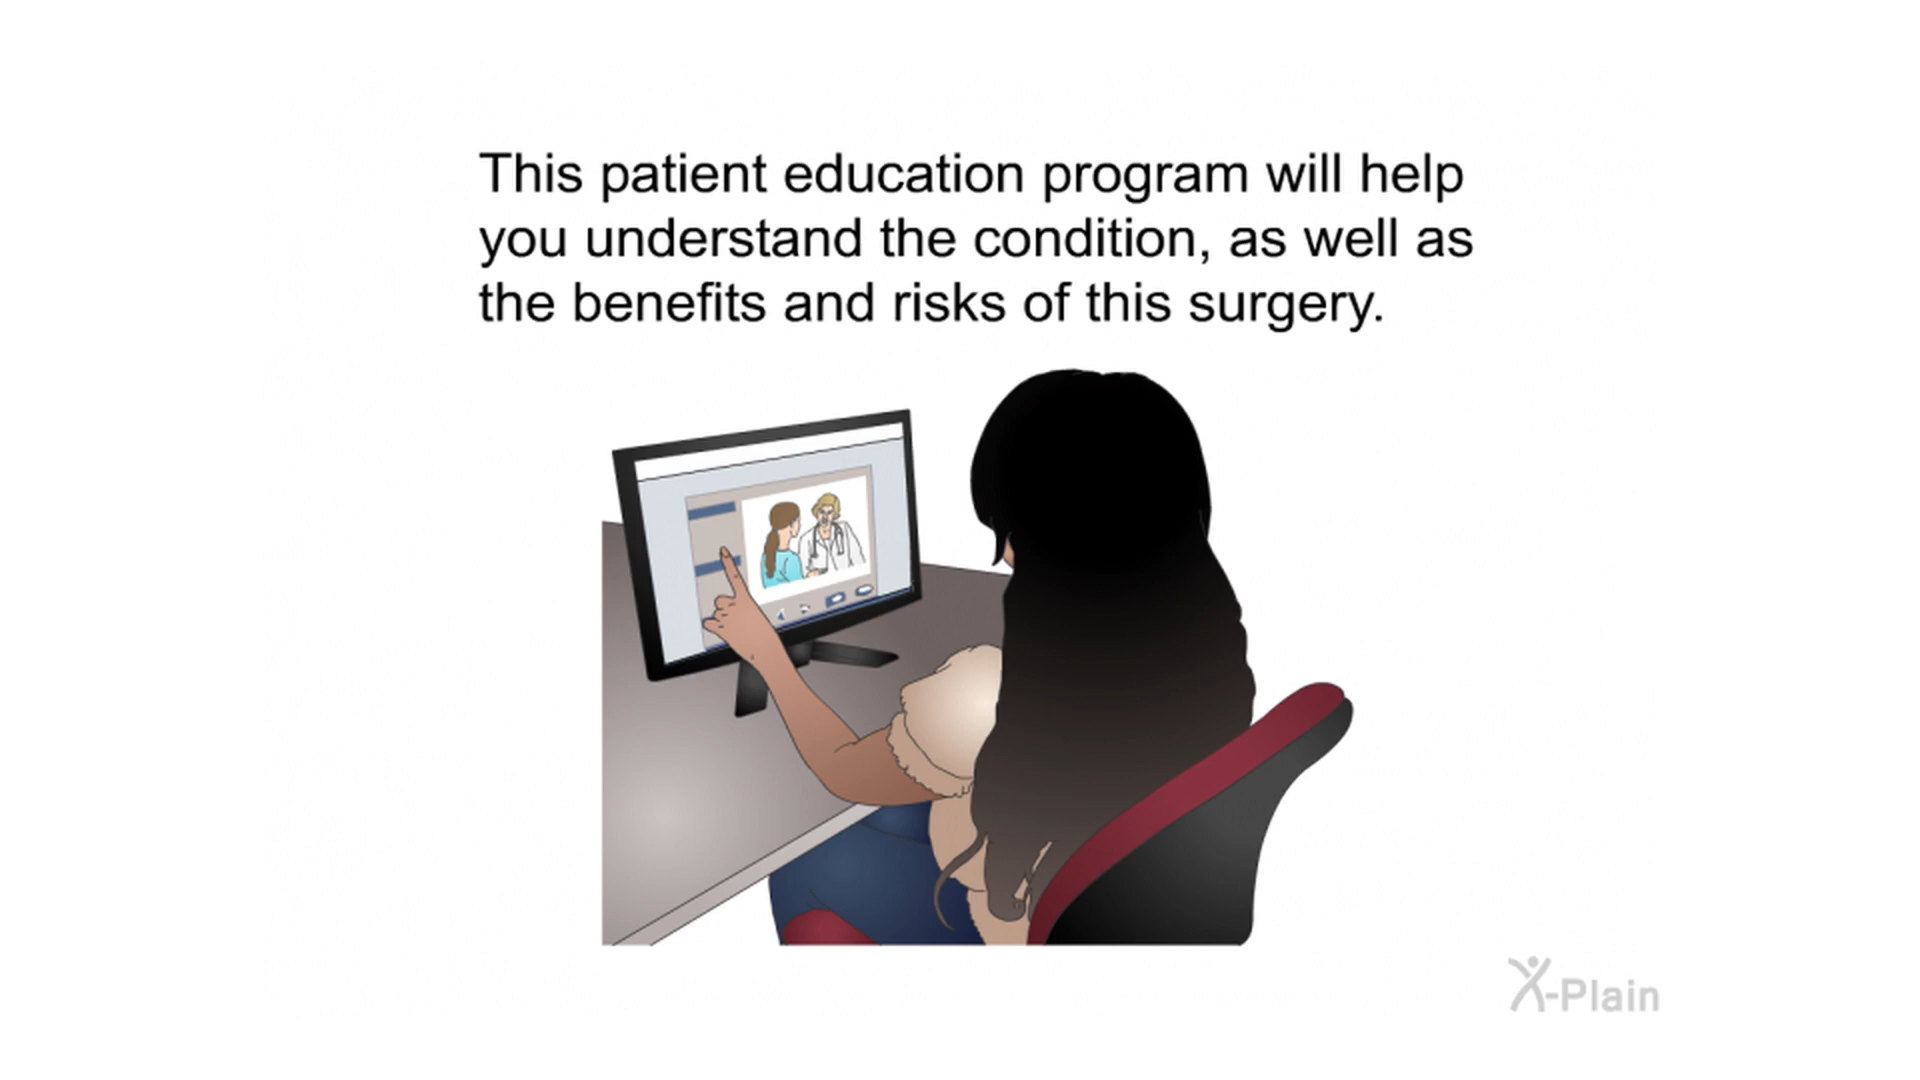 This patient education program will help
you understand the condition, as well as
the benefits and risks of this surgery.
X-Plain